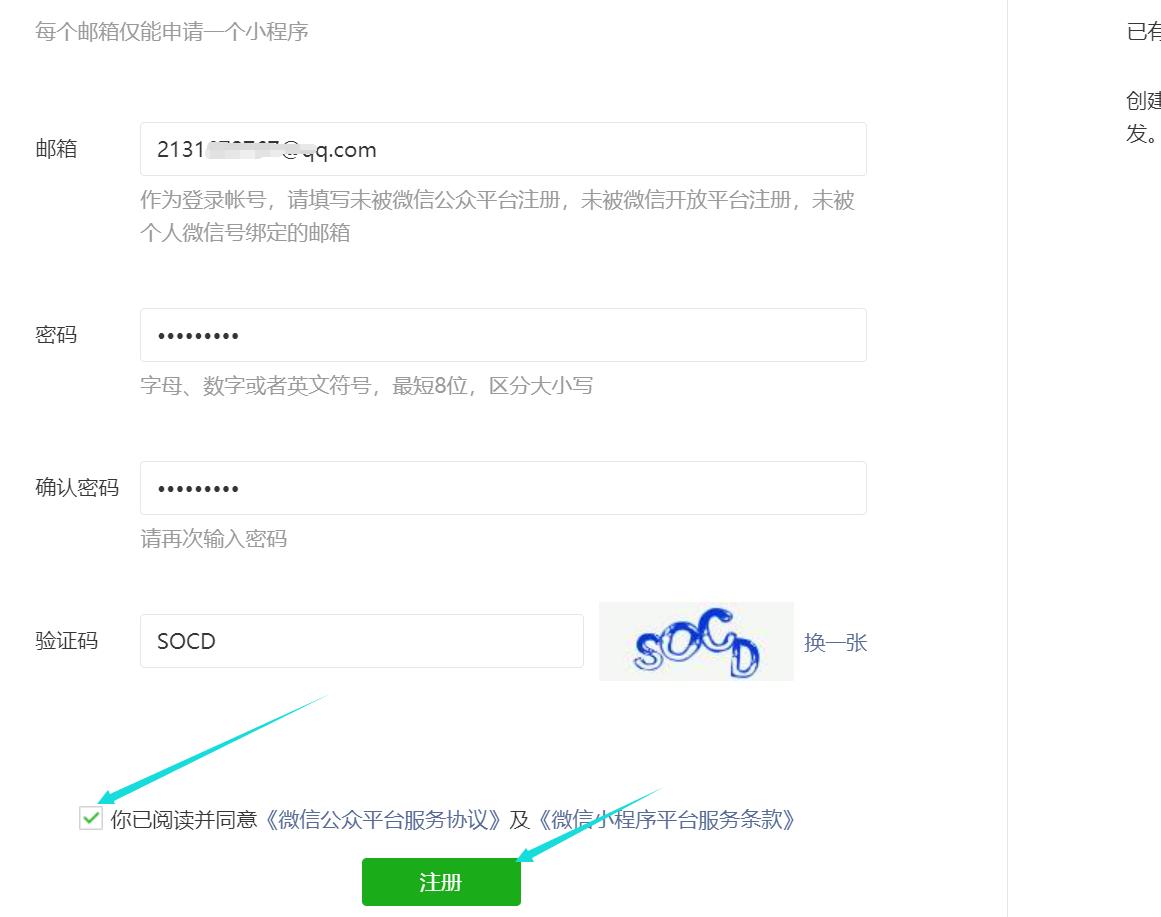 每个邮箱仅能申请一个小程序
已有
创建
发。
邮箱
2131
qq.com
作为登录帐号，请填写未被微信公众平台注册，未被微信开放平台注册，未被
个人微信号绑定的邮箱
密码
•••••••••
字母、数字或者英文符号，最短8位，区分大小写
确认密码
•••••••••
请再次输入密码
验证码
SOCD
SOCD
换一张
你已阅读并同意《微信公众平台服务协议》及《微信小程序平台服务条款》
注册